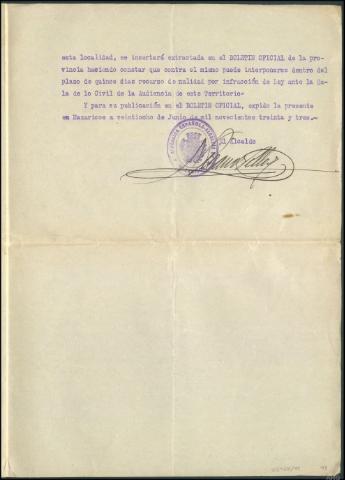 esta localidad, se insertará extractada en el BOLETIN OFICIAL de la pro-
vincia haciendo constar que contra el mismo puede interponerse dentro del
plazo de quince dias recurso de nulidad por infracción de Ley ante la Sa-
la de lo Civil de la Audiencia de este Territorio-
Y para su publicación en el BOLETIN OFICIAL, expido la presente
en Mazaricos a veintiocho de Junio de mil novecientos treinta y tres.-
El Alcalde